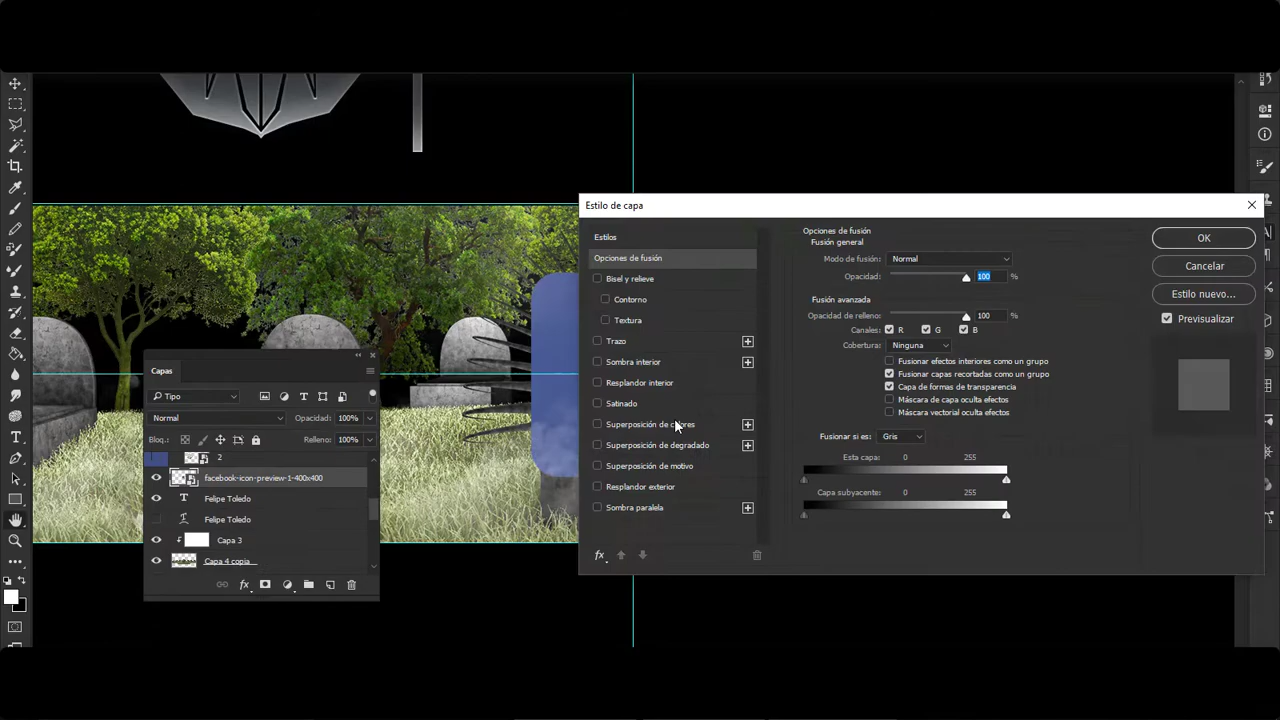 Estilo de capa
Estilos
Opciones de fusión
Bisel y relieve
Contorno
Textura
Trazo
Sombra interior
Resplandor interior
Satinado
Superposición de colores
Superposición de degradado
Superposición de motivo
Resplandor exterior
Sombra paralela
fx
Opciones de fusión
Fusión general
Modo de fusión: Normal
Opacidad: 100 %
Fusión avanzada
Opacidad de relleno: 100 %
Canales: R G B
Cobertura: Ninguna
Fusionar efectos interiores como un grupo
Fusionar capas recortadas como un grupo
Capa de formas de transparencia
Máscara de capa oculta efectos
Máscara vectorial oculta efectos
Fusionar si es: Gris
Esta capa: 0 255
Capa subyacente: 0 255
OK
Cancelar
Estilo nuevo...
Previsualizar
Capas
Tipo
Normal Opacidad: 100%
Bloq.: Relleno: 100%
2
facebook-icon-preview-1-400x400
Felipe Toledo
Felipe Toledo
Capa 3
Capa 4 copia
fx